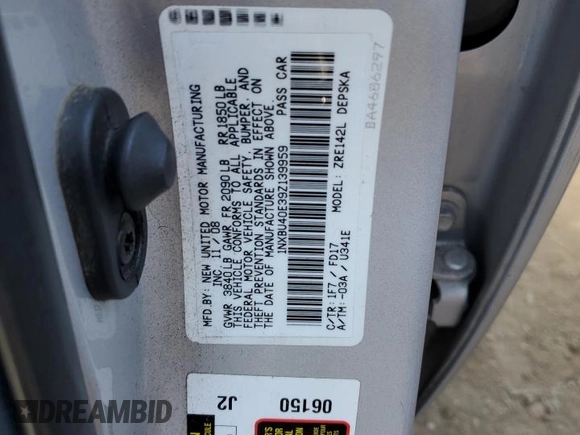 MFD.BY: NEW UNITED MOTOR MANUFACTURING
INC. 11/08
GVWR 3840LB GAWR FR 2090LB RR 1850LB
THIS VEHICLE CONFORMS TO ALL APPLICABLE
FEDERAL MOTOR VEHICLE SAFETY, BUMPER, AND
THEFT PREVENTION STANDARDS IN EFFECT ON
THE DATE OF MANUFACTURE SHOWN ABOVE.
1NXBU40E39Z139959 PASS CAR
C/TR: 1F7 / FD17 MODEL: ZRE142L DEPSKA
A/TM: -03A / U341E
BA46B6297
06150
J2
DREAMBID